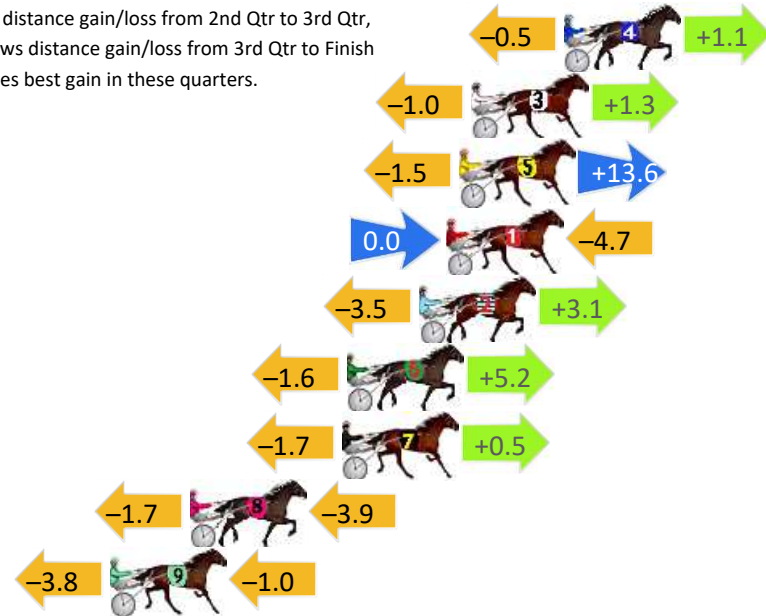 distance gain/loss from 2nd Qtr to 3rd Qtr,
ws distance gain/loss from 3rd Qtr to Finish
es best gain in these quarters.
–0.5 4 +1.1
–1.0 3 +1.3
–1.5 5 +13.6
0.0 1 –4.7
–3.5 2 +3.1
–1.6 6 +5.2
–1.7 7 +0.5
–1.7 8 –3.9
–3.8 9 –1.0